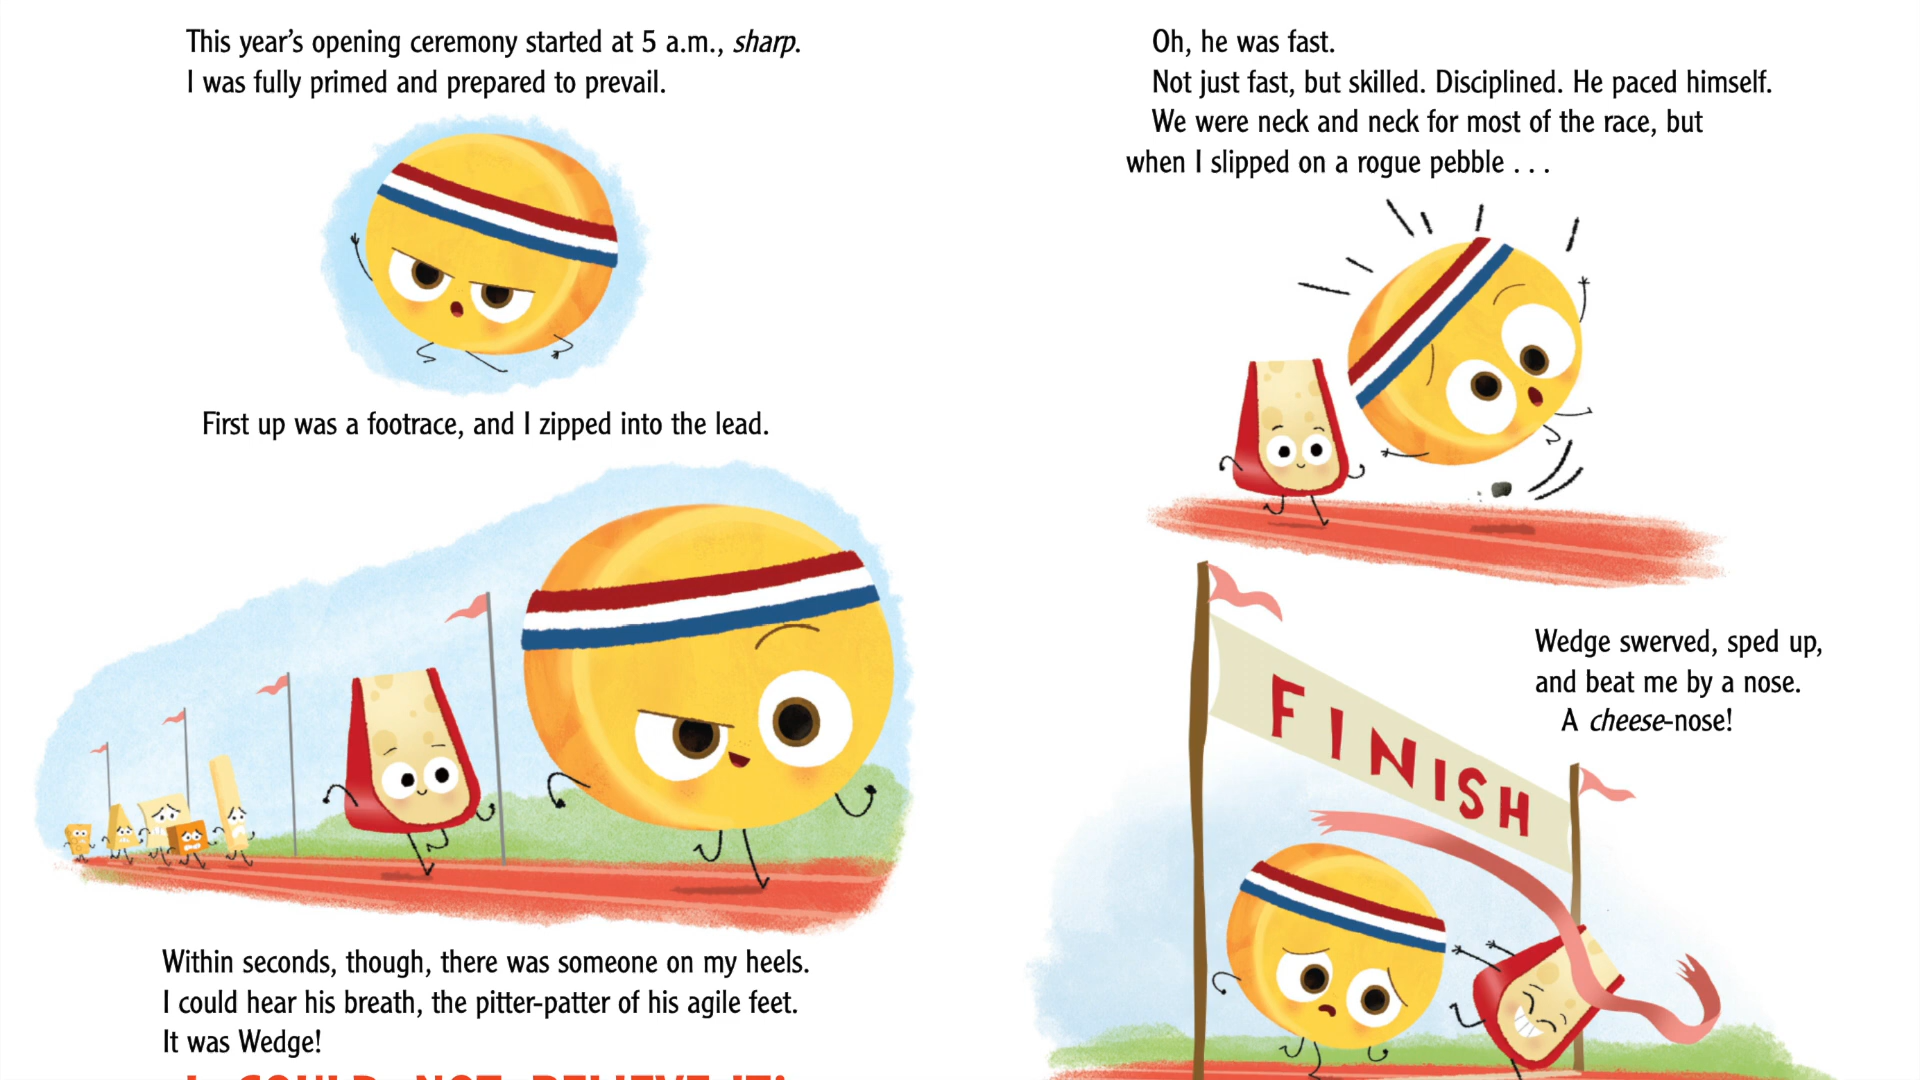 This year's opening ceremony started at 5 a.m., sharp.
I was fully primed and prepared to prevail.
First up was a footrace, and I zipped into the lead.
Within seconds, though, there was someone on my heels.
I could hear his breath, the pitter-patter of his agile feet.
It was Wedge!
I COULD NOT BELIEVE IT!
Oh, he was fast.
Not just fast, but skilled. Disciplined. He paced himself.
We were neck and neck for most of the race, but
when I slipped on a rogue pebble . . .
Wedge swerved, sped up,
and beat me by a nose.
A cheese-nose!
FINISH